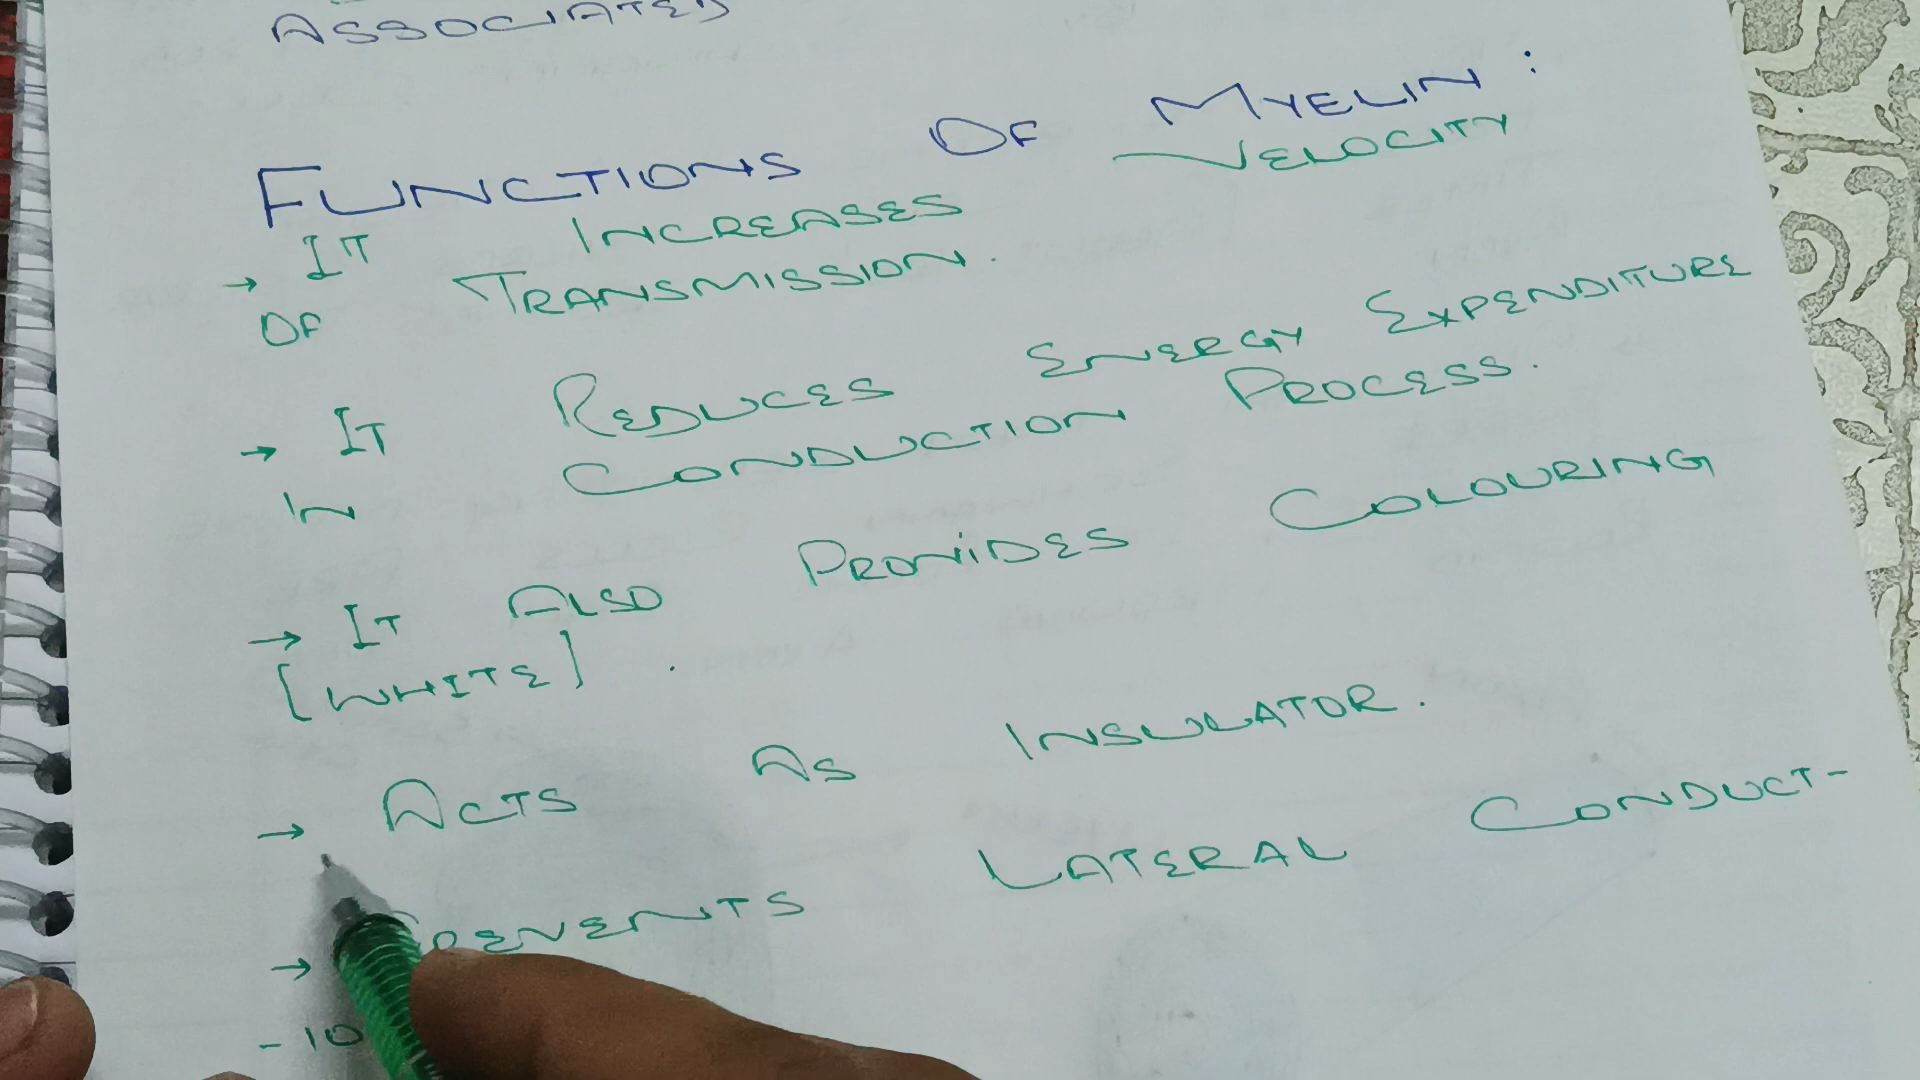 ASSOCIATED
FUNCTIONS OF MYELIN:
→ IT INCREASES VELOCITY
OF TRANSMISSION.
→ IT REDUCES ENERGY EXPENDITURE
IN CONDUCTION PROCESS.
→ IT ALSO PROVIDES COLOURING
[WHITE].
→ ACTS AS INSULATOR.
→ PREVENTS LATERAL CONDUCT-